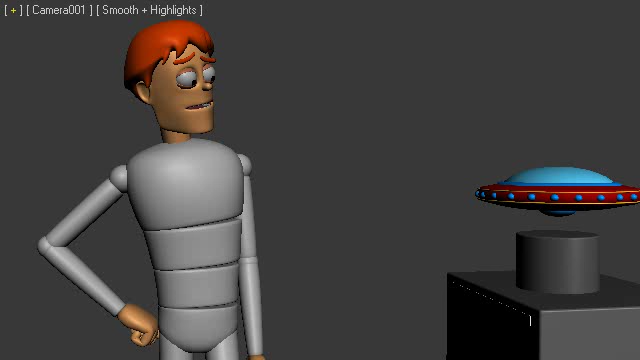 [ + ] [ Camera001 ] [ Smooth + Highlights ]